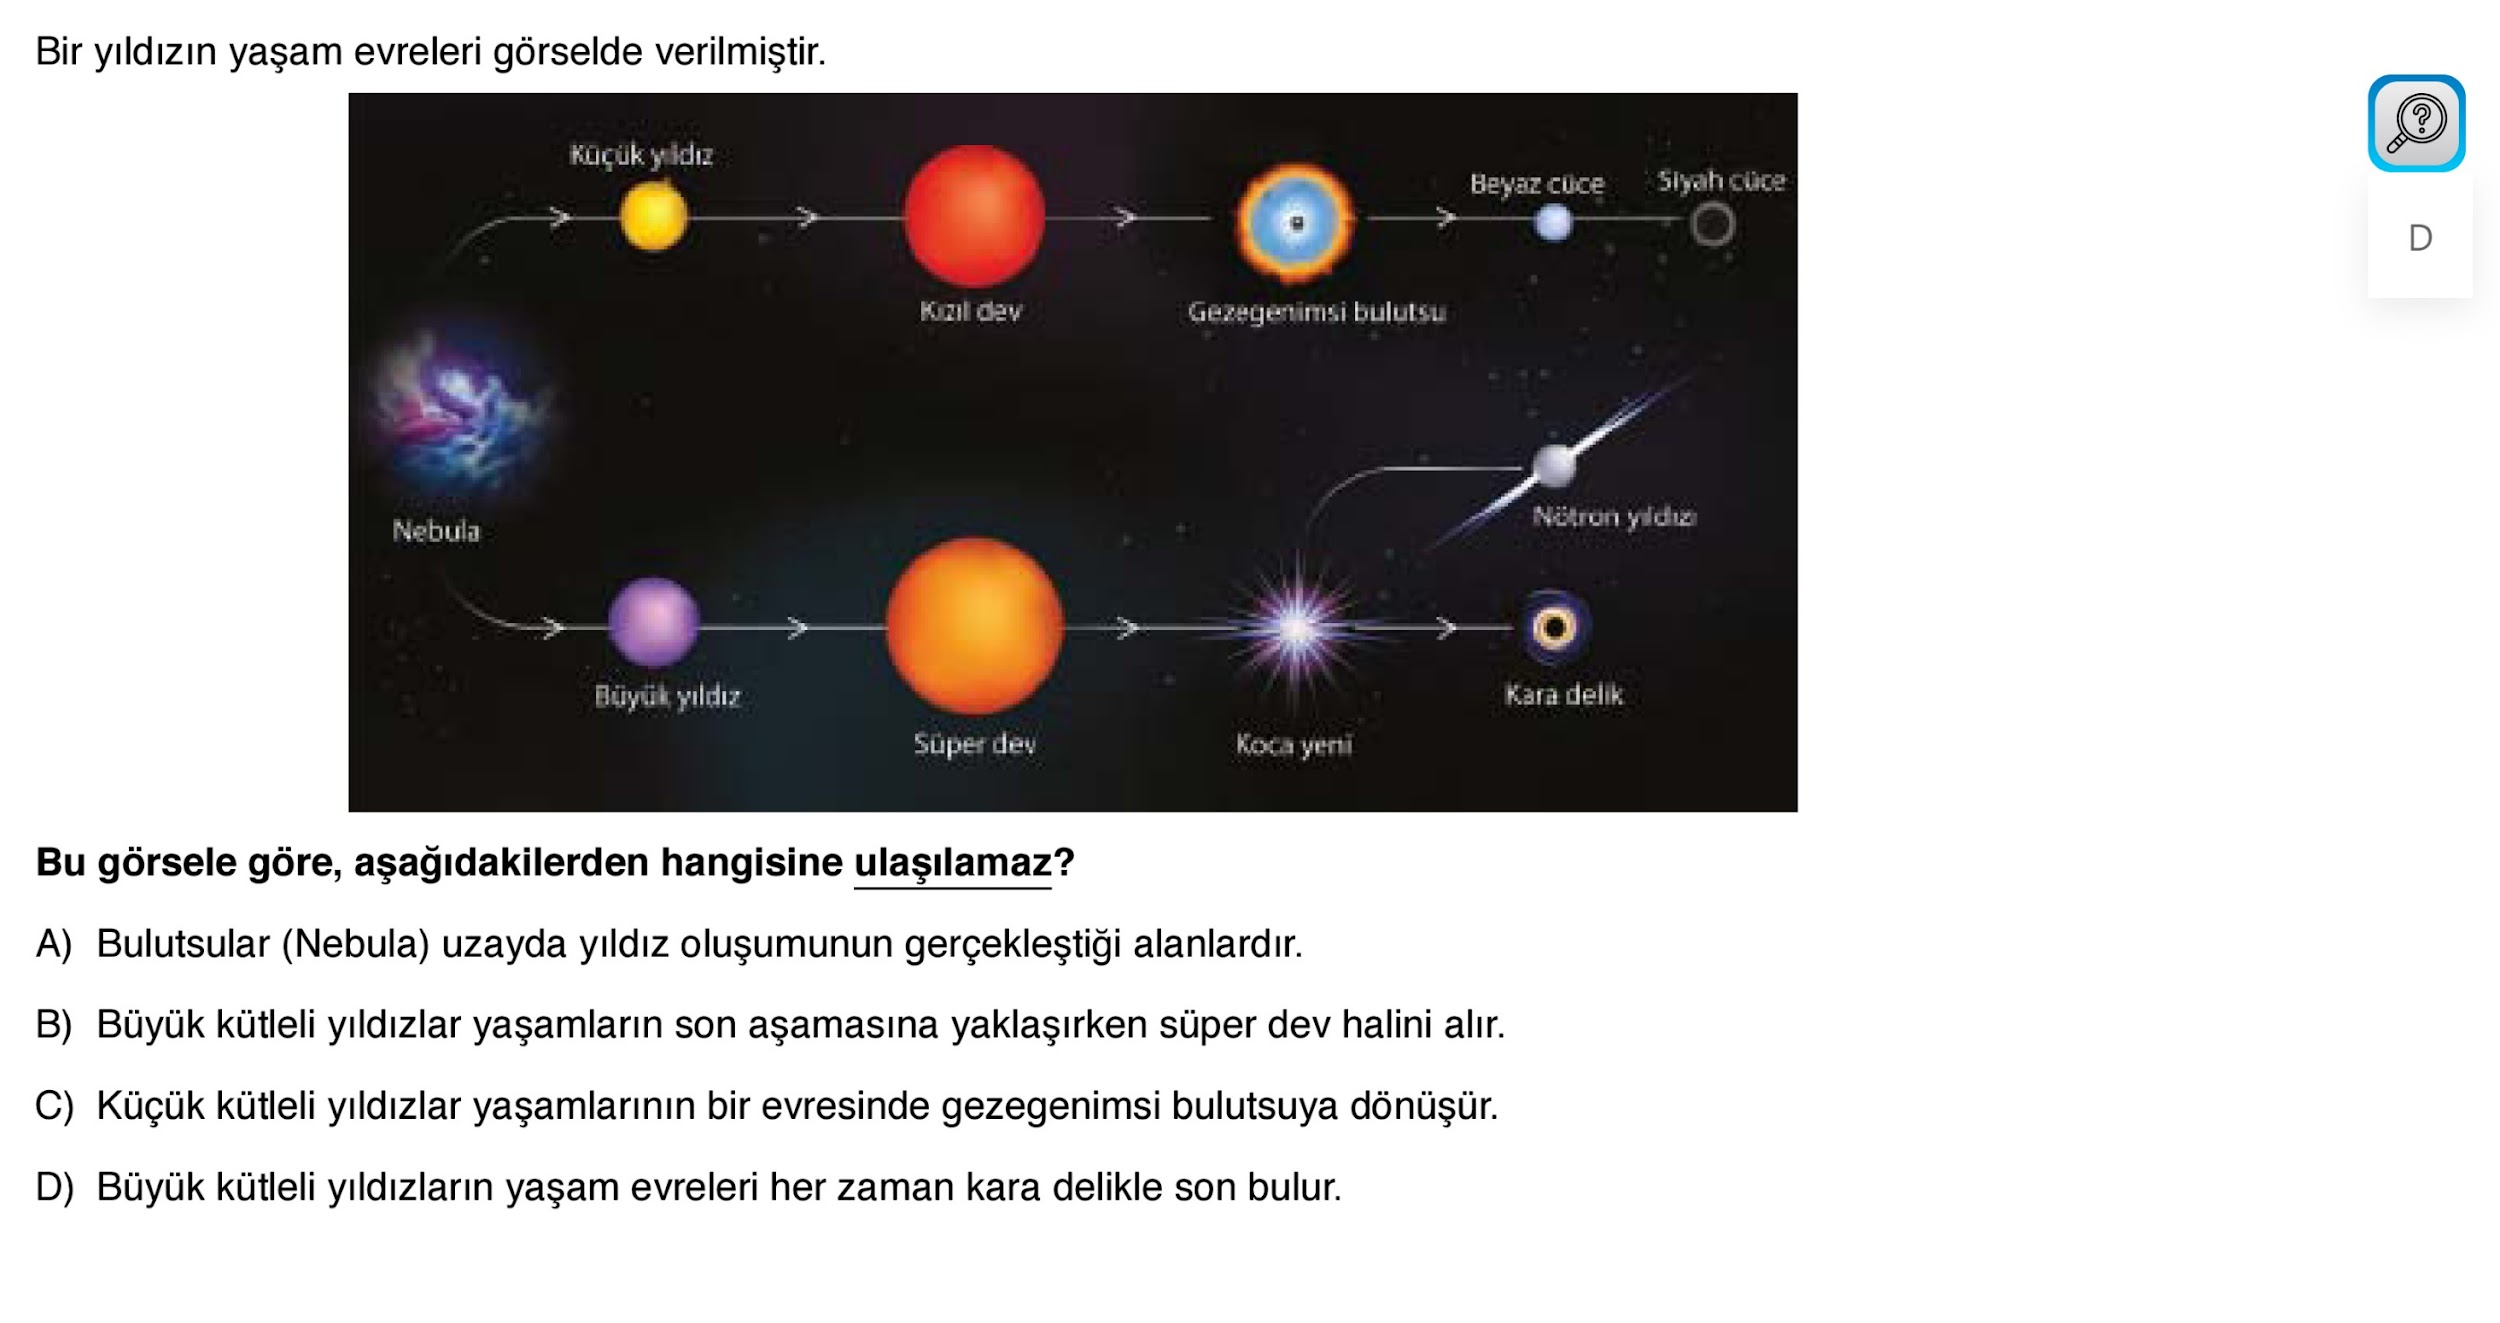 Bir yıldızın yaşam evreleri görselde verilmiştir.
Küçük yıldız
Beyaz cüce
Siyah cüce
D
Kızıl dev
Gezegenimsi bulutsu
Nebula
Nötron yıldızı
Büyük yıldız
Kara delik
Süper dev
Koca yeni
Bu görsele göre, aşağıdakilerden hangisine ulaşılamaz?
A) Bulutsular (Nebula) uzayda yıldız oluşumunun gerçekleştiği alanlardır.
B) Büyük kütleli yıldızlar yaşamların son aşamasına yaklaşırken süper dev halini alır.
C) Küçük kütleli yıldızlar yaşamlarının bir evresinde gezegenimsi bulutsuya dönüşür.
D) Büyük kütleli yıldızların yaşam evreleri her zaman kara delikle son bulur.